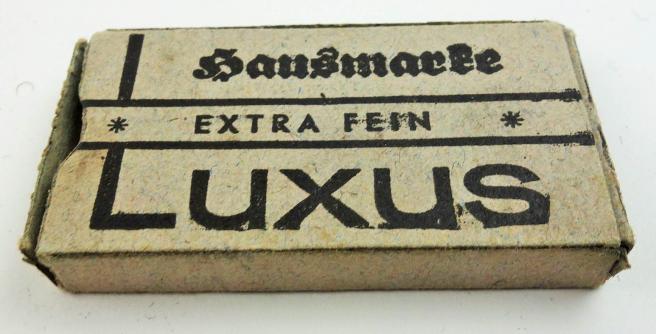 Hausmarke
* EXTRA FEIN *
Luxus